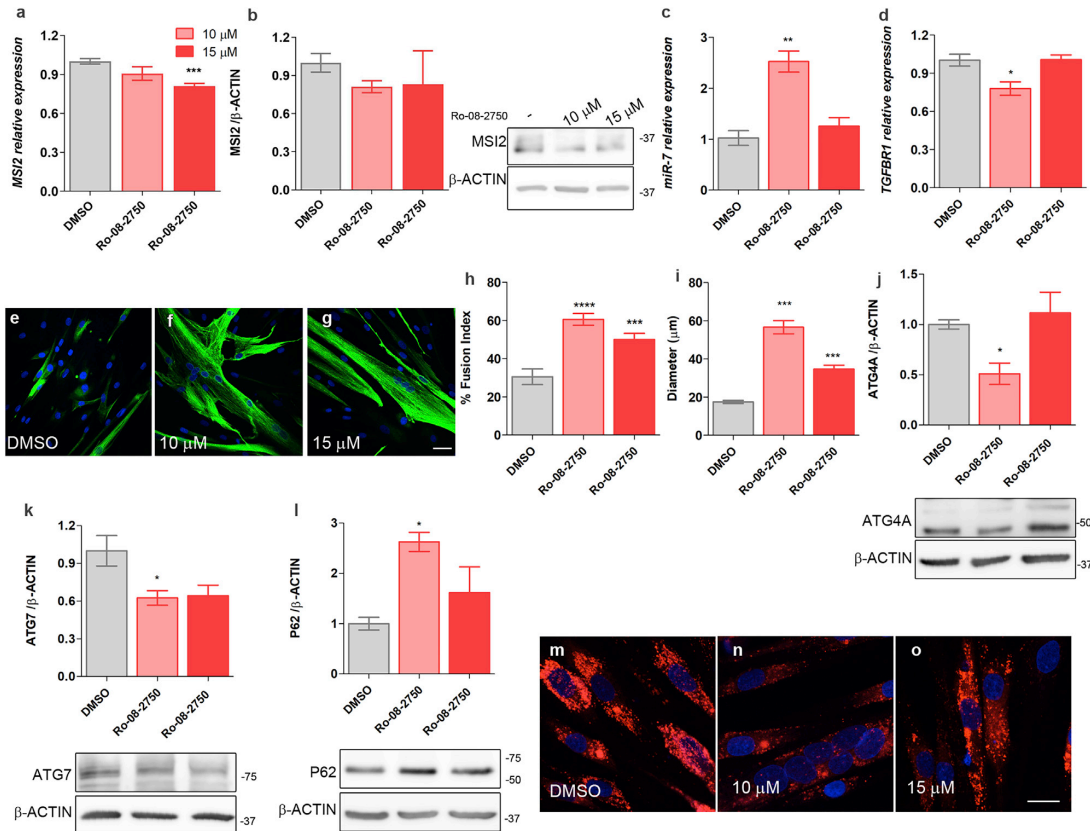 a
MSI2 relative expression
1.2
0.9
0.6
0.3
0.0
10 μM
15 μM
***
DMSO
Ro-08-2750
Ro-08-2750
b
MSI2 /β-ACTIN
1.2
0.9
0.6
0.3
0.0
DMSO
Ro-08-2750
Ro-08-2750
Ro-08-2750
-
10 μM
15 μM
MSI2
-37
β-ACTIN
-37
c
miR-7 relative expression
4
3
2
1
0
**
DMSO
Ro-08-2750
Ro-08-2750
d
TGFBR1 relative expression
1.2
0.9
0.6
0.3
0.0
*
DMSO
Ro-08-2750
Ro-08-2750
e
DMSO
f
10 μM
g
15 μM
h
% Fusion Index
80
60
40
20
0
****
***
DMSO
Ro-08-2750
Ro-08-2750
i
Diameter (μm)
80
60
40
20
0
***
***
DMSO
Ro-08-2750
Ro-08-2750
j
ATG4A /β-ACTIN
1.5
1.0
0.5
0.0
*
DMSO
Ro-08-2750
Ro-08-2750
ATG4A
-50
β-ACTIN
-37
k
ATG7 /β-ACTIN
1.2
0.9
0.6
0.3
0.0
*
DMSO
Ro-08-2750
Ro-08-2750
ATG7
-75
β-ACTIN
-37
l
P62 /β-ACTIN
3
2
1
0
*
DMSO
Ro-08-2750
Ro-08-2750
P62
-75
-50
β-ACTIN
-37
m
DMSO
n
10 μM
o
15 μM